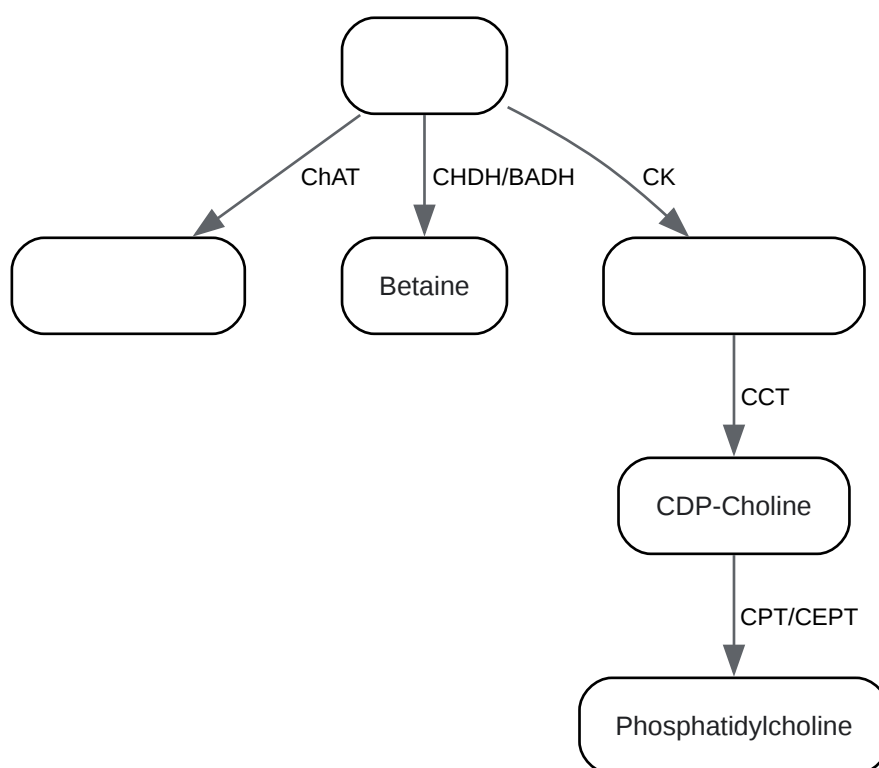 ChAT
CHDH/BADH
CK
Betaine
CCT
CDP-Choline
CPT/CEPT
Phosphatidylcholine